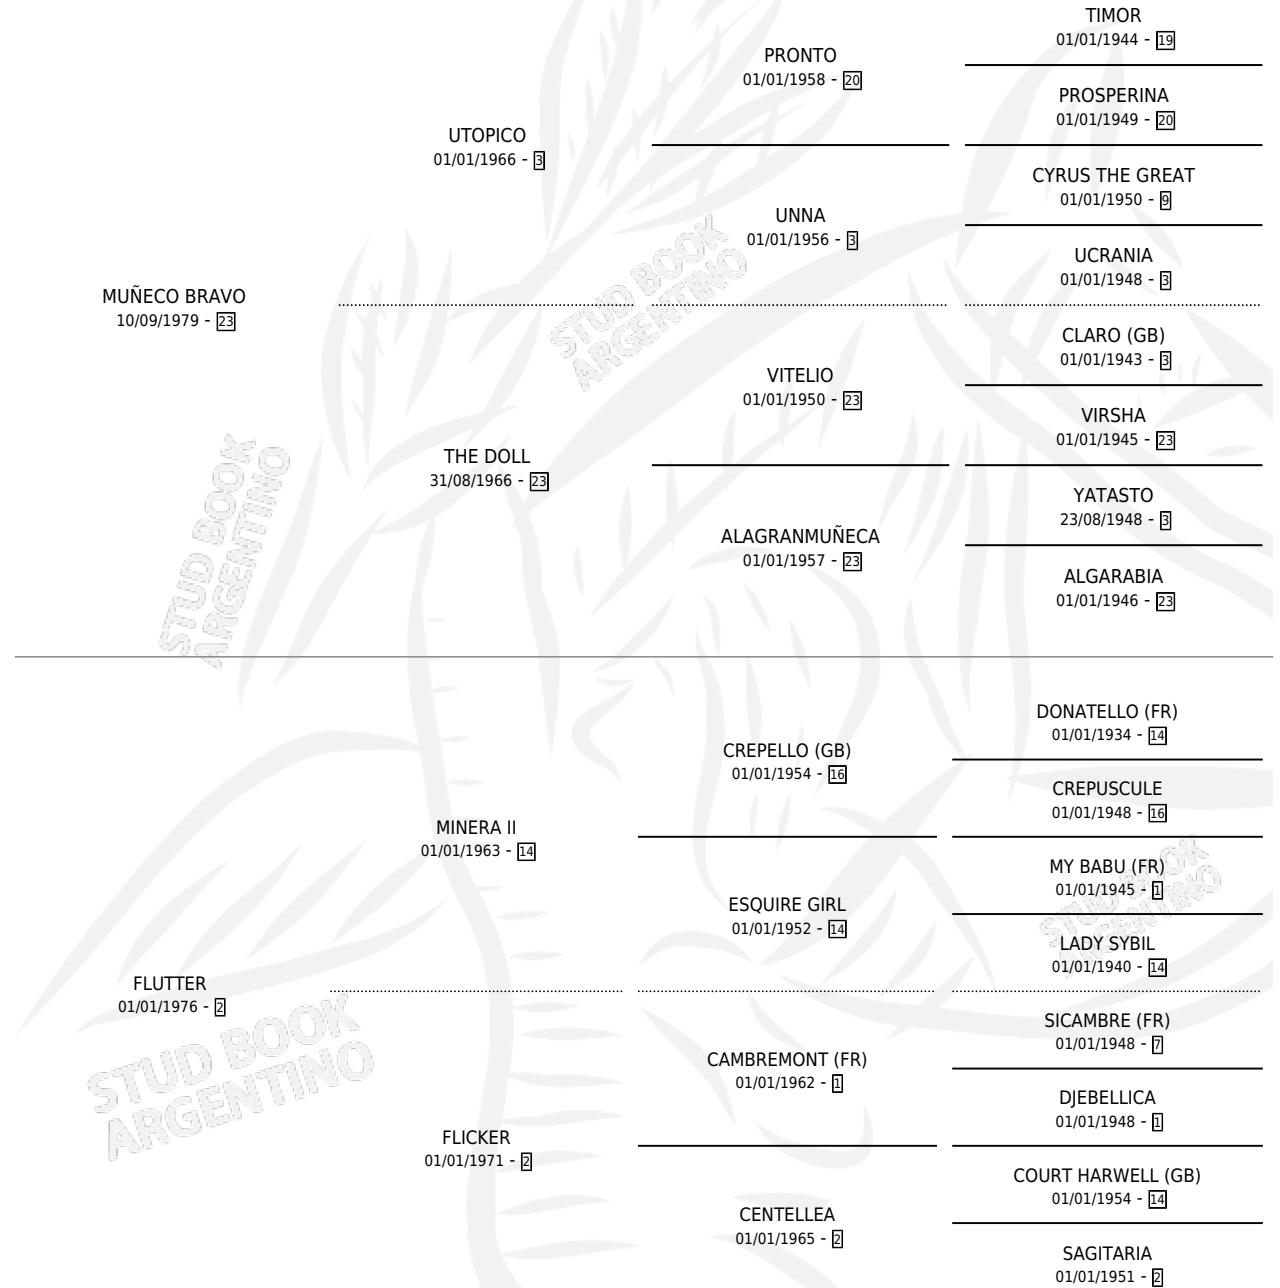 TIMOR
01/01/1944 - 19
PRONTO
01/01/1958 - 20
PROSPERINA
01/01/1949 - 20
UTOPICO
01/01/1966 - 3
CYRUS THE GREAT
01/01/1950 - 9
UNNA
01/01/1956 - 3
UCRANIA
01/01/1948 - 3
MUÑECO BRAVO
10/09/1979 - 23
CLARO (GB)
01/01/1943 - 3
VITELIO
01/01/1950 - 23
VIRSHA
01/01/1945 - 23
THE DOLL
31/08/1966 - 23
YATASTO
23/08/1948 - 3
ALAGRANMUÑECA
01/01/1957 - 23
ALGARABIA
01/01/1946 - 23
DONATELLO (FR)
01/01/1934 - 14
CREPELLO (GB)
01/01/1954 - 16
CREPUSCULE
01/01/1948 - 16
MINERA II
01/01/1963 - 14
MY BABU (FR)
01/01/1945 - 1
ESQUIRE GIRL
01/01/1952 - 14
LADY SYBIL
01/01/1940 - 14
FLUTTER
01/01/1976 - 2
SICAMBRE (FR)
01/01/1948 - 7
CAMBREMONT (FR)
01/01/1962 - 1
DJEBELLICA
01/01/1948 - 1
FLICKER
01/01/1971 - 2
COURT HARWELL (GB)
01/01/1954 - 14
CENTELLEA
01/01/1965 - 2
SAGITARIA
01/01/1951 - 2
STUD BOOK
ARGENTINO
STUD BOOK
ARGENTINO
STUD BOOK
ARGENTINO
STUD BOOK
ARGENTINO